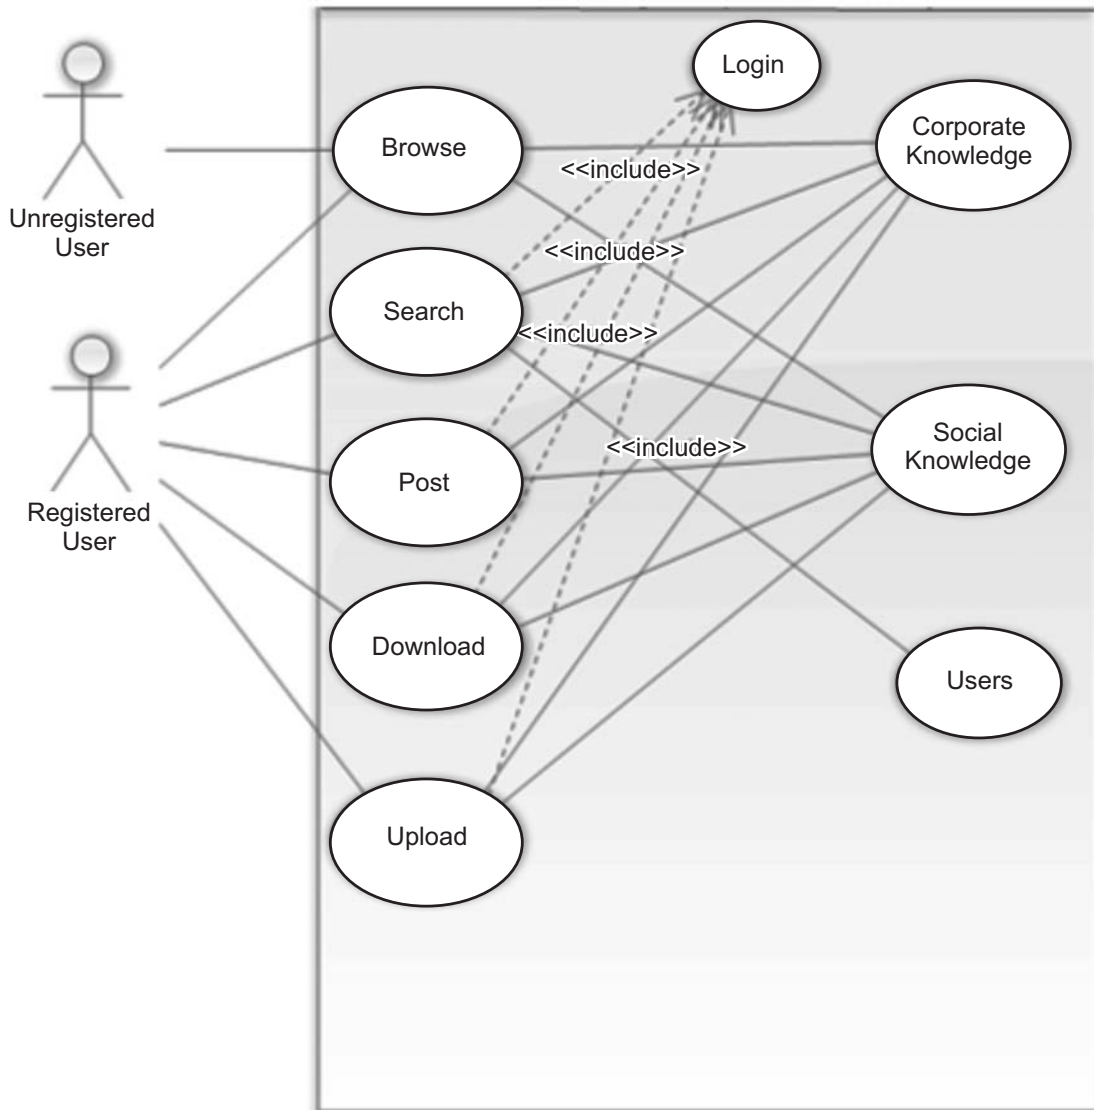 Login
Browse
Corporate
Knowledge
<<include>>
Unregistered
User
<<include>>
Search
<<include>>
Social
Knowledge
<<include>>
Post
Registered
User
Download
Users
Upload